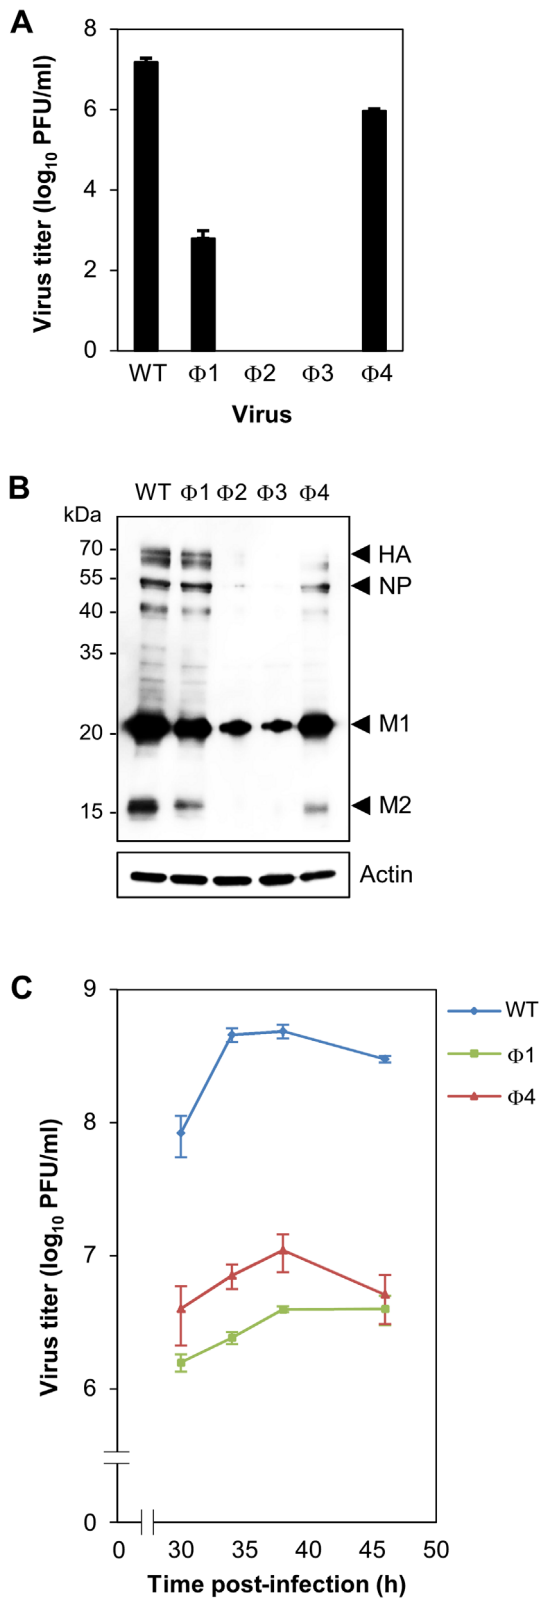 A
8
6
4
2
0
Virus titer (log10 PFU/ml)
WT Φ1 Φ2 Φ3 Φ4
Virus
B
WT Φ1 Φ2 Φ3 Φ4
kDa
70
55
40
35
20
15
HA
NP
M1
M2
Actin
C
9
8
7
6
0
Virus titer (log10 PFU/ml)
0 30 35 40 45 50
Time post-infection (h)
WT
Φ1
Φ4